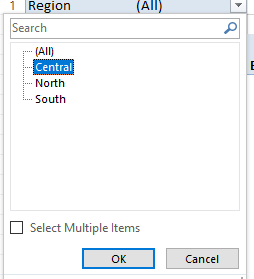 1 Region (All)
Search
(All)
Central
North
South
Select Multiple Items
OK Cancel